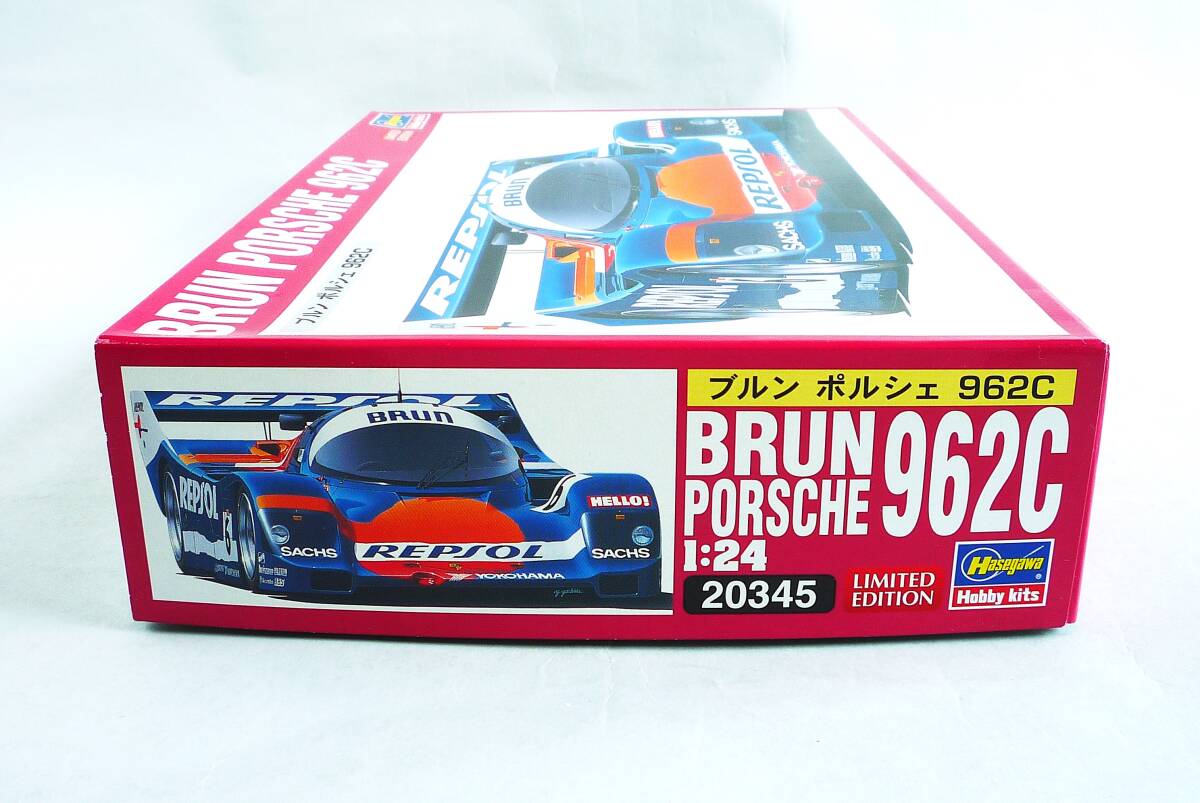 BRUN PORSCHE 962C
ブルン ポルシェ 962C
BRUN
REPSOL
REPSOL
SACHS
SACHS
REPSOL
BRUN
REPSOL
HELLO!
SACHS
REPSOL
SACHS
YOKOHAMA
ブルン ポルシェ 962C
BRUN
PORSCHE
962C
1:24
20345
LIMITED
EDITION
Hasegawa
Hobby kits